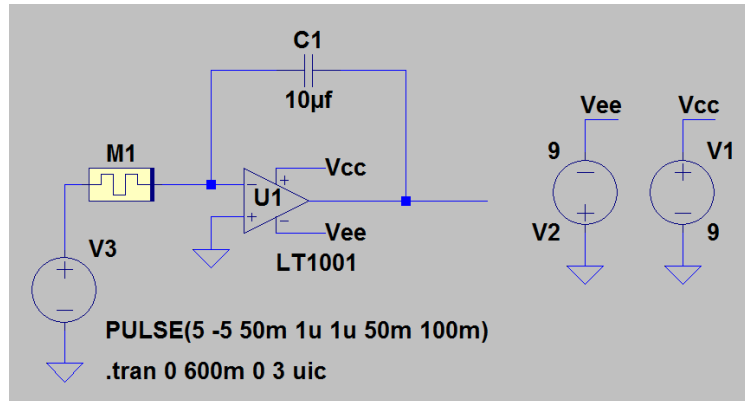 C1
10µf
M1
−
+
U1
+
−
Vcc
Vee
LT1001
V3
+
−
PULSE(5 -5 50m 1u 1u 50m 100m)
.tran 0 600m 0 3 uic
Vee
9
−
+
V2
Vcc
V1
+
−
9